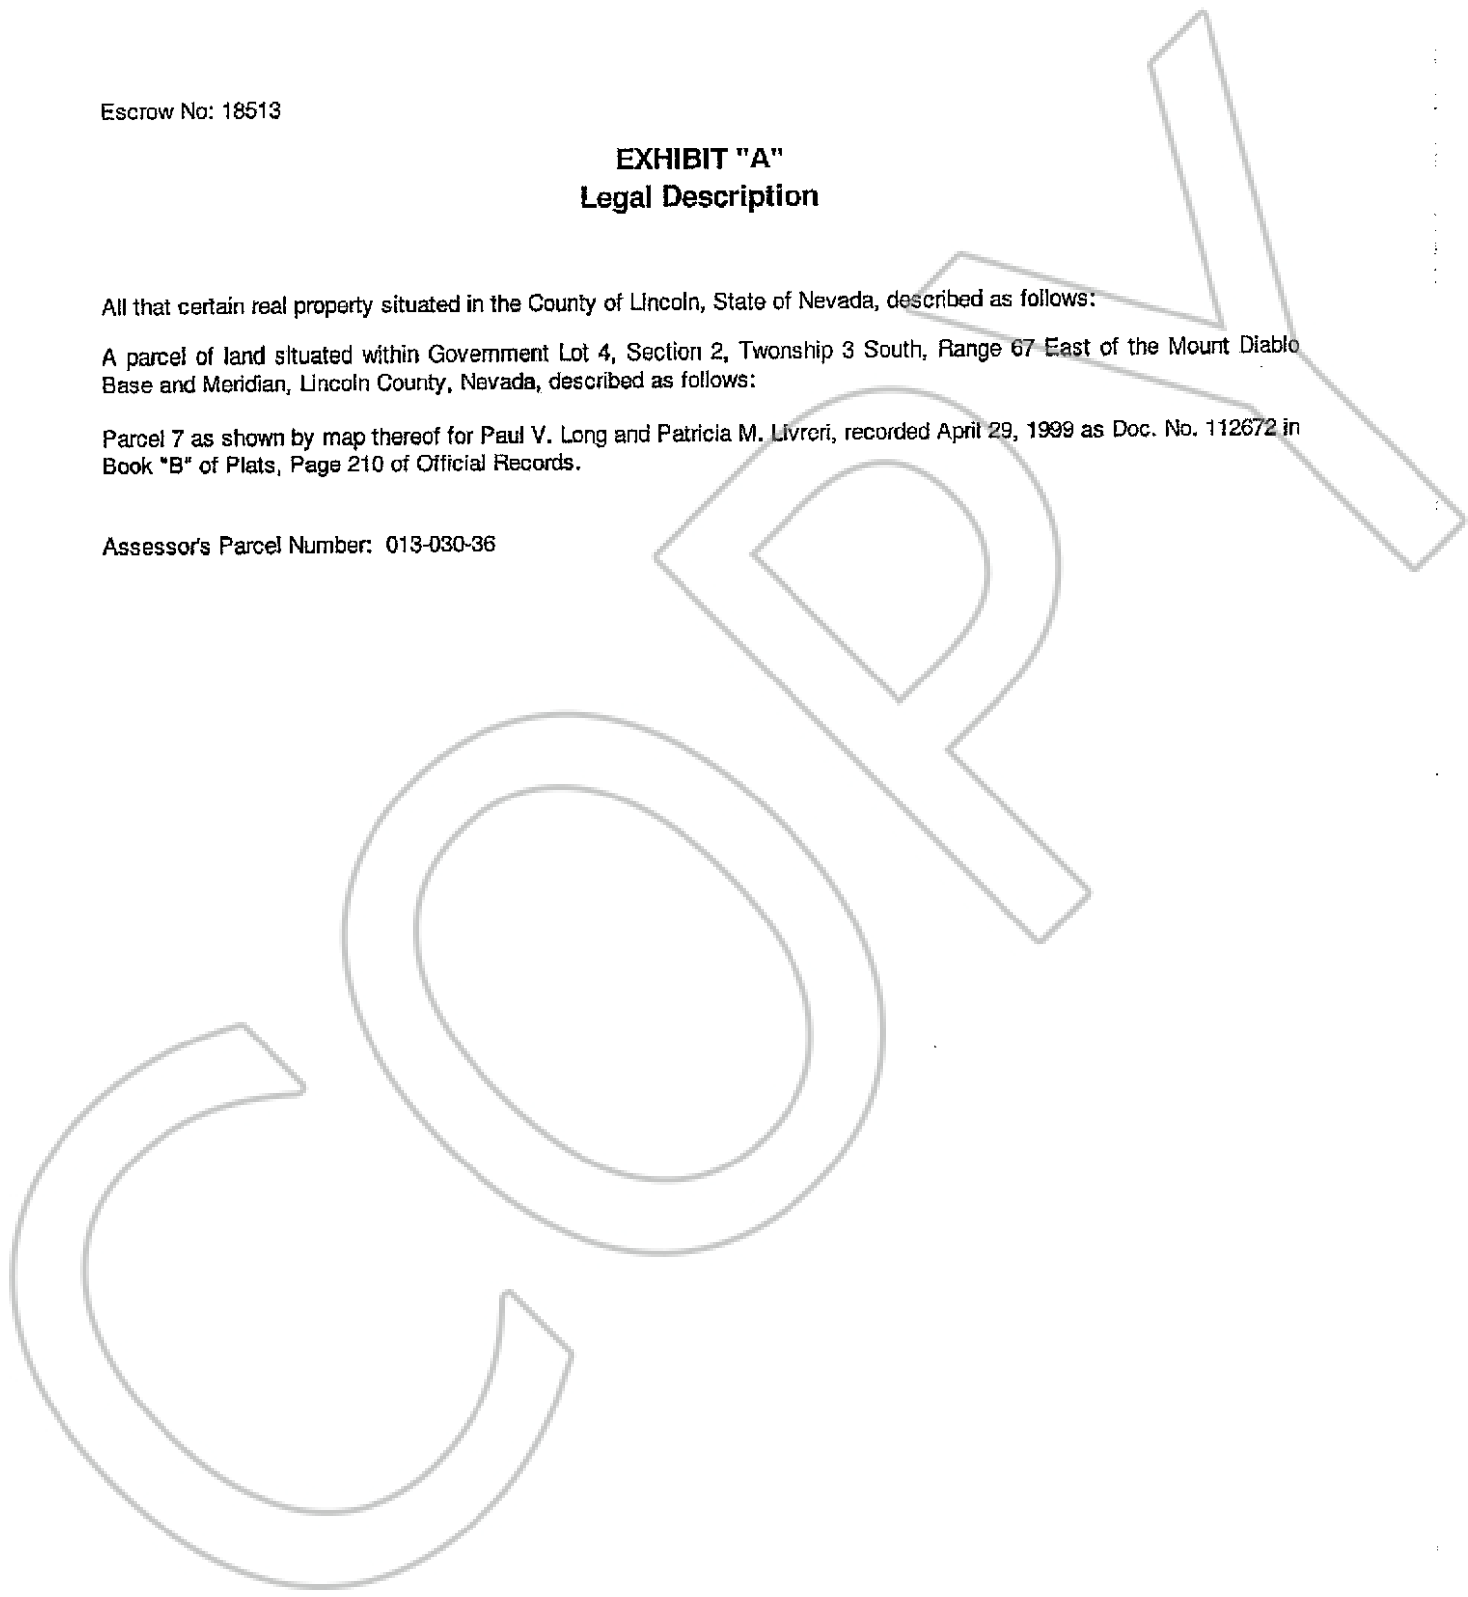 Escrow No: 18513
EXHIBIT "A"
Legal Description
All that certain real property situated in the County of Lincoln, State of Nevada, described as follows:
A parcel of land situated within Government Lot 4, Section 2, Twonship 3 South, Range 67 East of the Mount Diablo
Base and Meridian, Lincoln County, Nevada, described as follows:
Parcel 7 as shown by map thereof for Paul V. Long and Patricia M. Livreri, recorded April 29, 1999 as Doc. No. 112672 in
Book "B" of Plats, Page 210 of Official Records.
Assessor's Parcel Number: 013-030-36
COPY